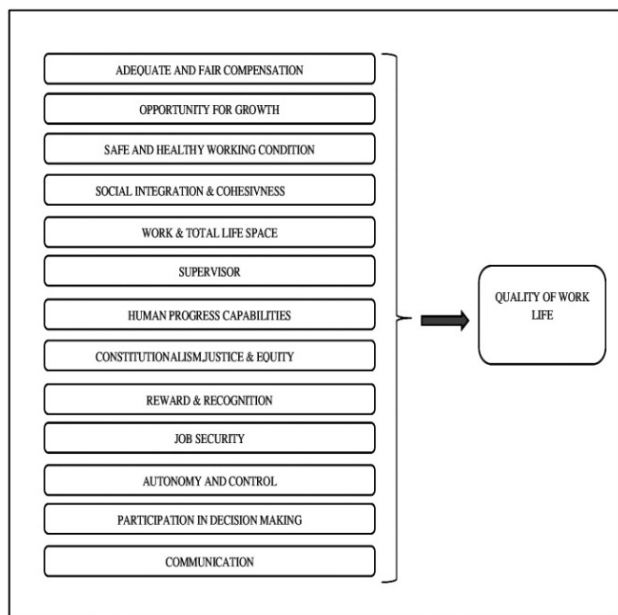 ADEQUATE AND FAIR COMPENSATION
OPPORTUNITY FOR GROWTH
SAFE AND HEALTHY WORKING CONDITION
SOCIAL INTEGRATION & COHESIVNESS
WORK & TOTAL LIFE SPACE
SUPERVISOR
HUMAN PROGRESS CAPABILITIES
CONSTITUTIONALISM,JUSTICE & EQUITY
REWARD & RECOGNITION
JOB SECURITY
AUTONOMY AND CONTROL
PARTICIPATION IN DECISION MAKING
COMMUNICATION
QUALITY OF WORK
LIFE